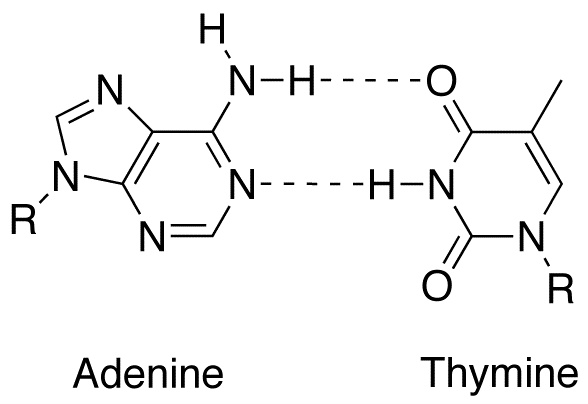 H
N H O
N
N N H N
R
N N
O R
Adenine Thymine